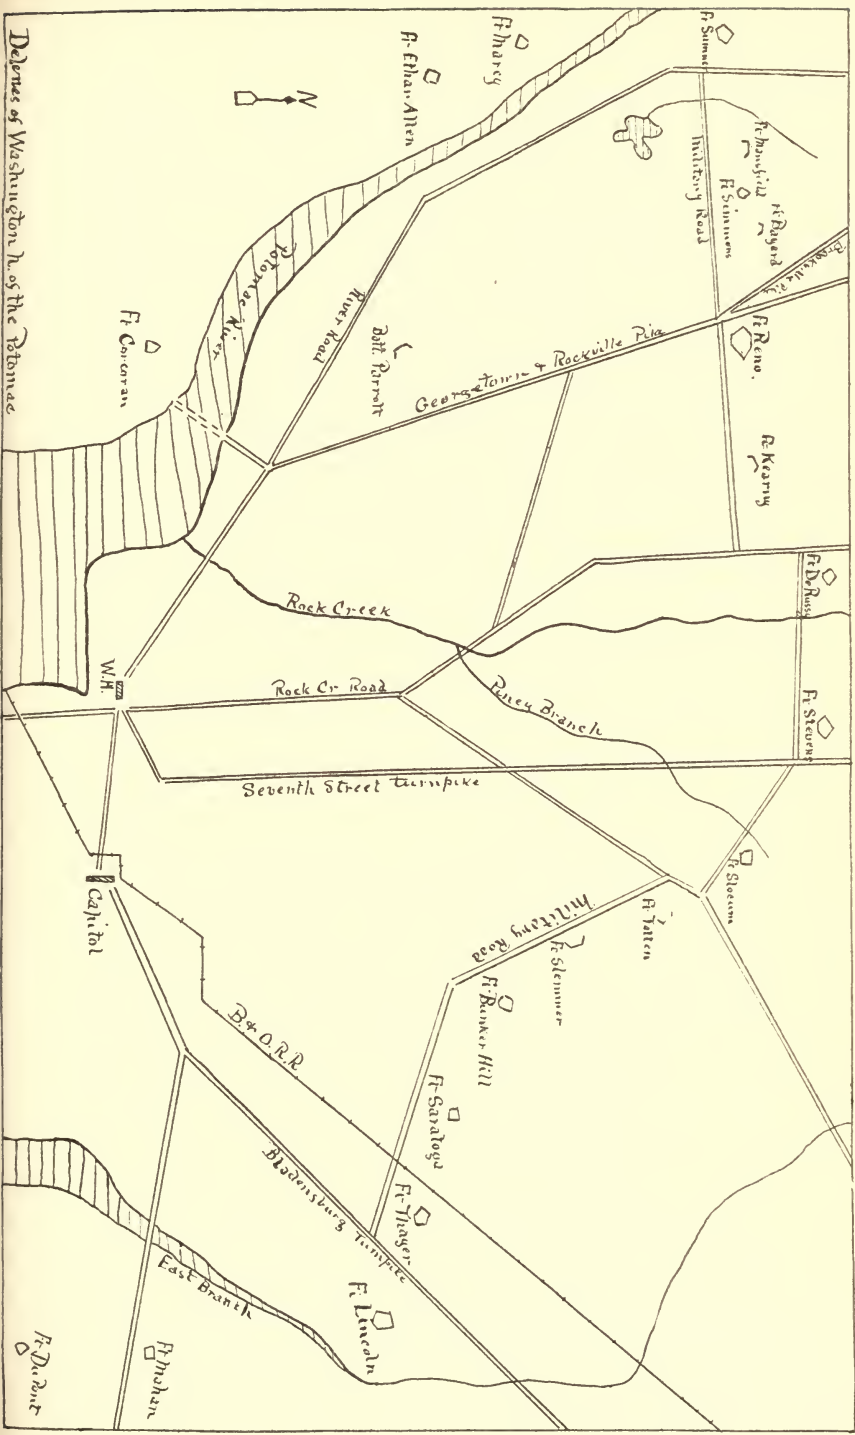 Ft Sumner
Ft Mansfield
Ft Simmons
Ft Bayard
Military Road
Brookville Pike
Ft Reno.
Ft Kearny
Ft DeRussy
Ft Stevens
Ft Slocum
Ft Totten
Ft Slemmer
Military Road
Ft Bunker Hill
Ft Saratoga
Ft Thayer
Ft Lincoln
Ft Marcy
Ft Ethan Allen
N
Potomac River
River Road
Batt. Parrott
Georgetown & Rockville Pike
Ft Corcoran
Rock Creek
Piney Branch
Rock Cr Road
Seventh Street Turnpike
W.H.
Capitol
B. & O. R. R
Bladensburg Turnpike
East Branch
Ft Mahan
Ft DuPont
Defenses of Washington N. of the Potomac